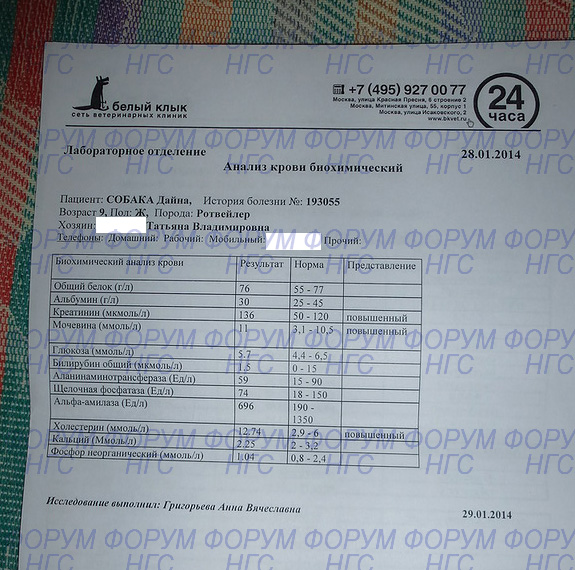 белый клык
сеть ветеринарных клиник
+7 (495) 927 00 77
Москва, улица Красная Пресня, 6 строение 2
Москва, Митинская улица, 55, корпус 1
Москва, улица Исаковского, 2
www.bkvet.ru
24
часа
Лабораторное отделение
28.01.2014
Анализ крови биохимический
Пациент: СОБАКА Дайна, История болезни №: 193055
Возраст 9, Пол: Ж, Порода: Ротвейлер
Хозяин: Татьяна Владимировна
Телефоны: Домашний: Рабочий: Мобильный: Прочий:
Биохимический анализ крови Результат Норма Представление
Общий белок (г/л) 76 55 - 77
Альбумин (г/л) 30 25 - 45
Креатинин (мкмоль/л) 136 50 - 120 повышенный
Мочевина (ммоль/л) 11 3,1 - 10,5 повышенный
Глюкоза (ммоль/л) 5.7 4,4 - 6,5
Билирубин общий (мкмоль/л) 1.5 0 - 15
Аланинаминотрансфераза (Ед/л) 59 15 - 90
Щелочная фосфатаза (Ед/л) 74 18 - 150
Альфа-амилаза (Ед/л) 696 190 -
1350
Холестерин (ммоль/л) 12.74 2,9 - 6 повышенный
Кальций (Ммоль/л) 2.25 2 - 3,2
Фосфор неорганический (ммоль/л) 1.04 0,8 - 2,4
Исследование выполнил: Григорьева Анна Вячеславна
29.01.2014
ФОРУМ НГС